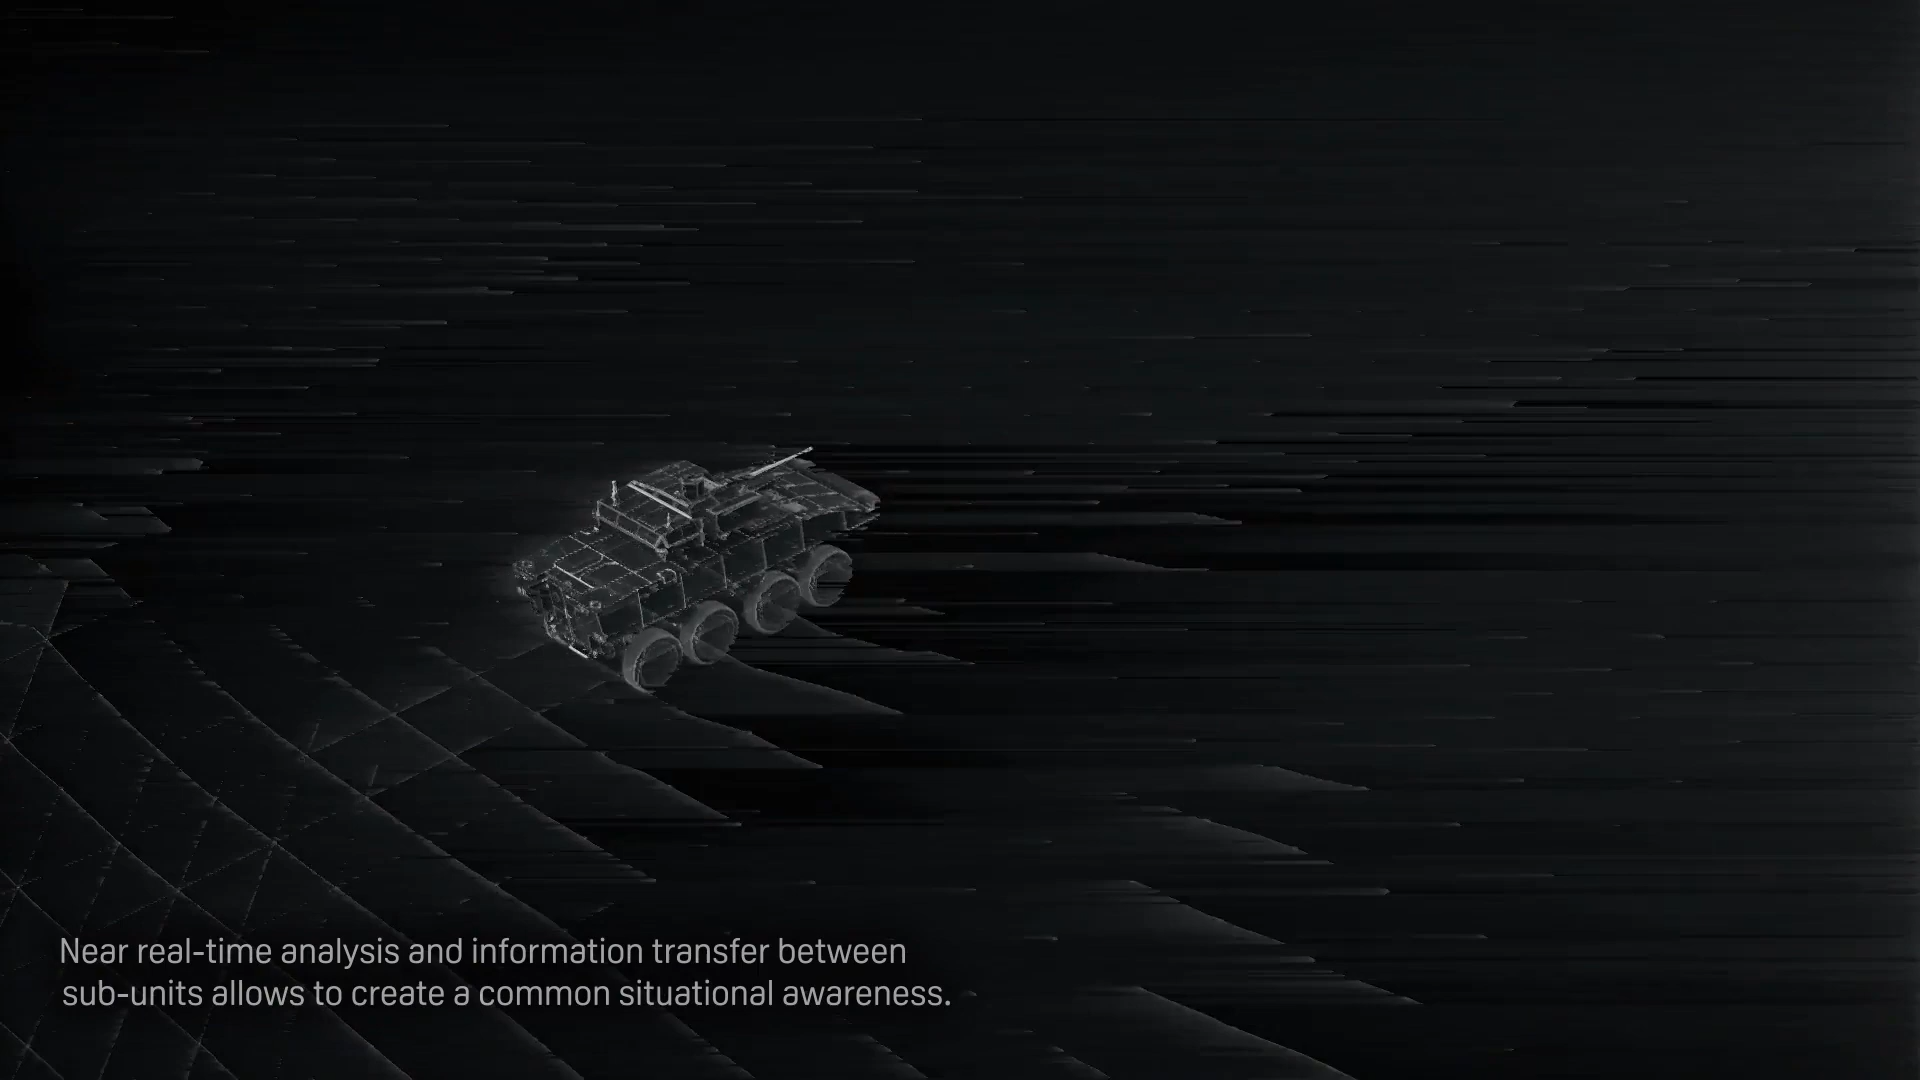 Near real-time analysis and information transfer between
sub-units allows to create a common situational awareness.